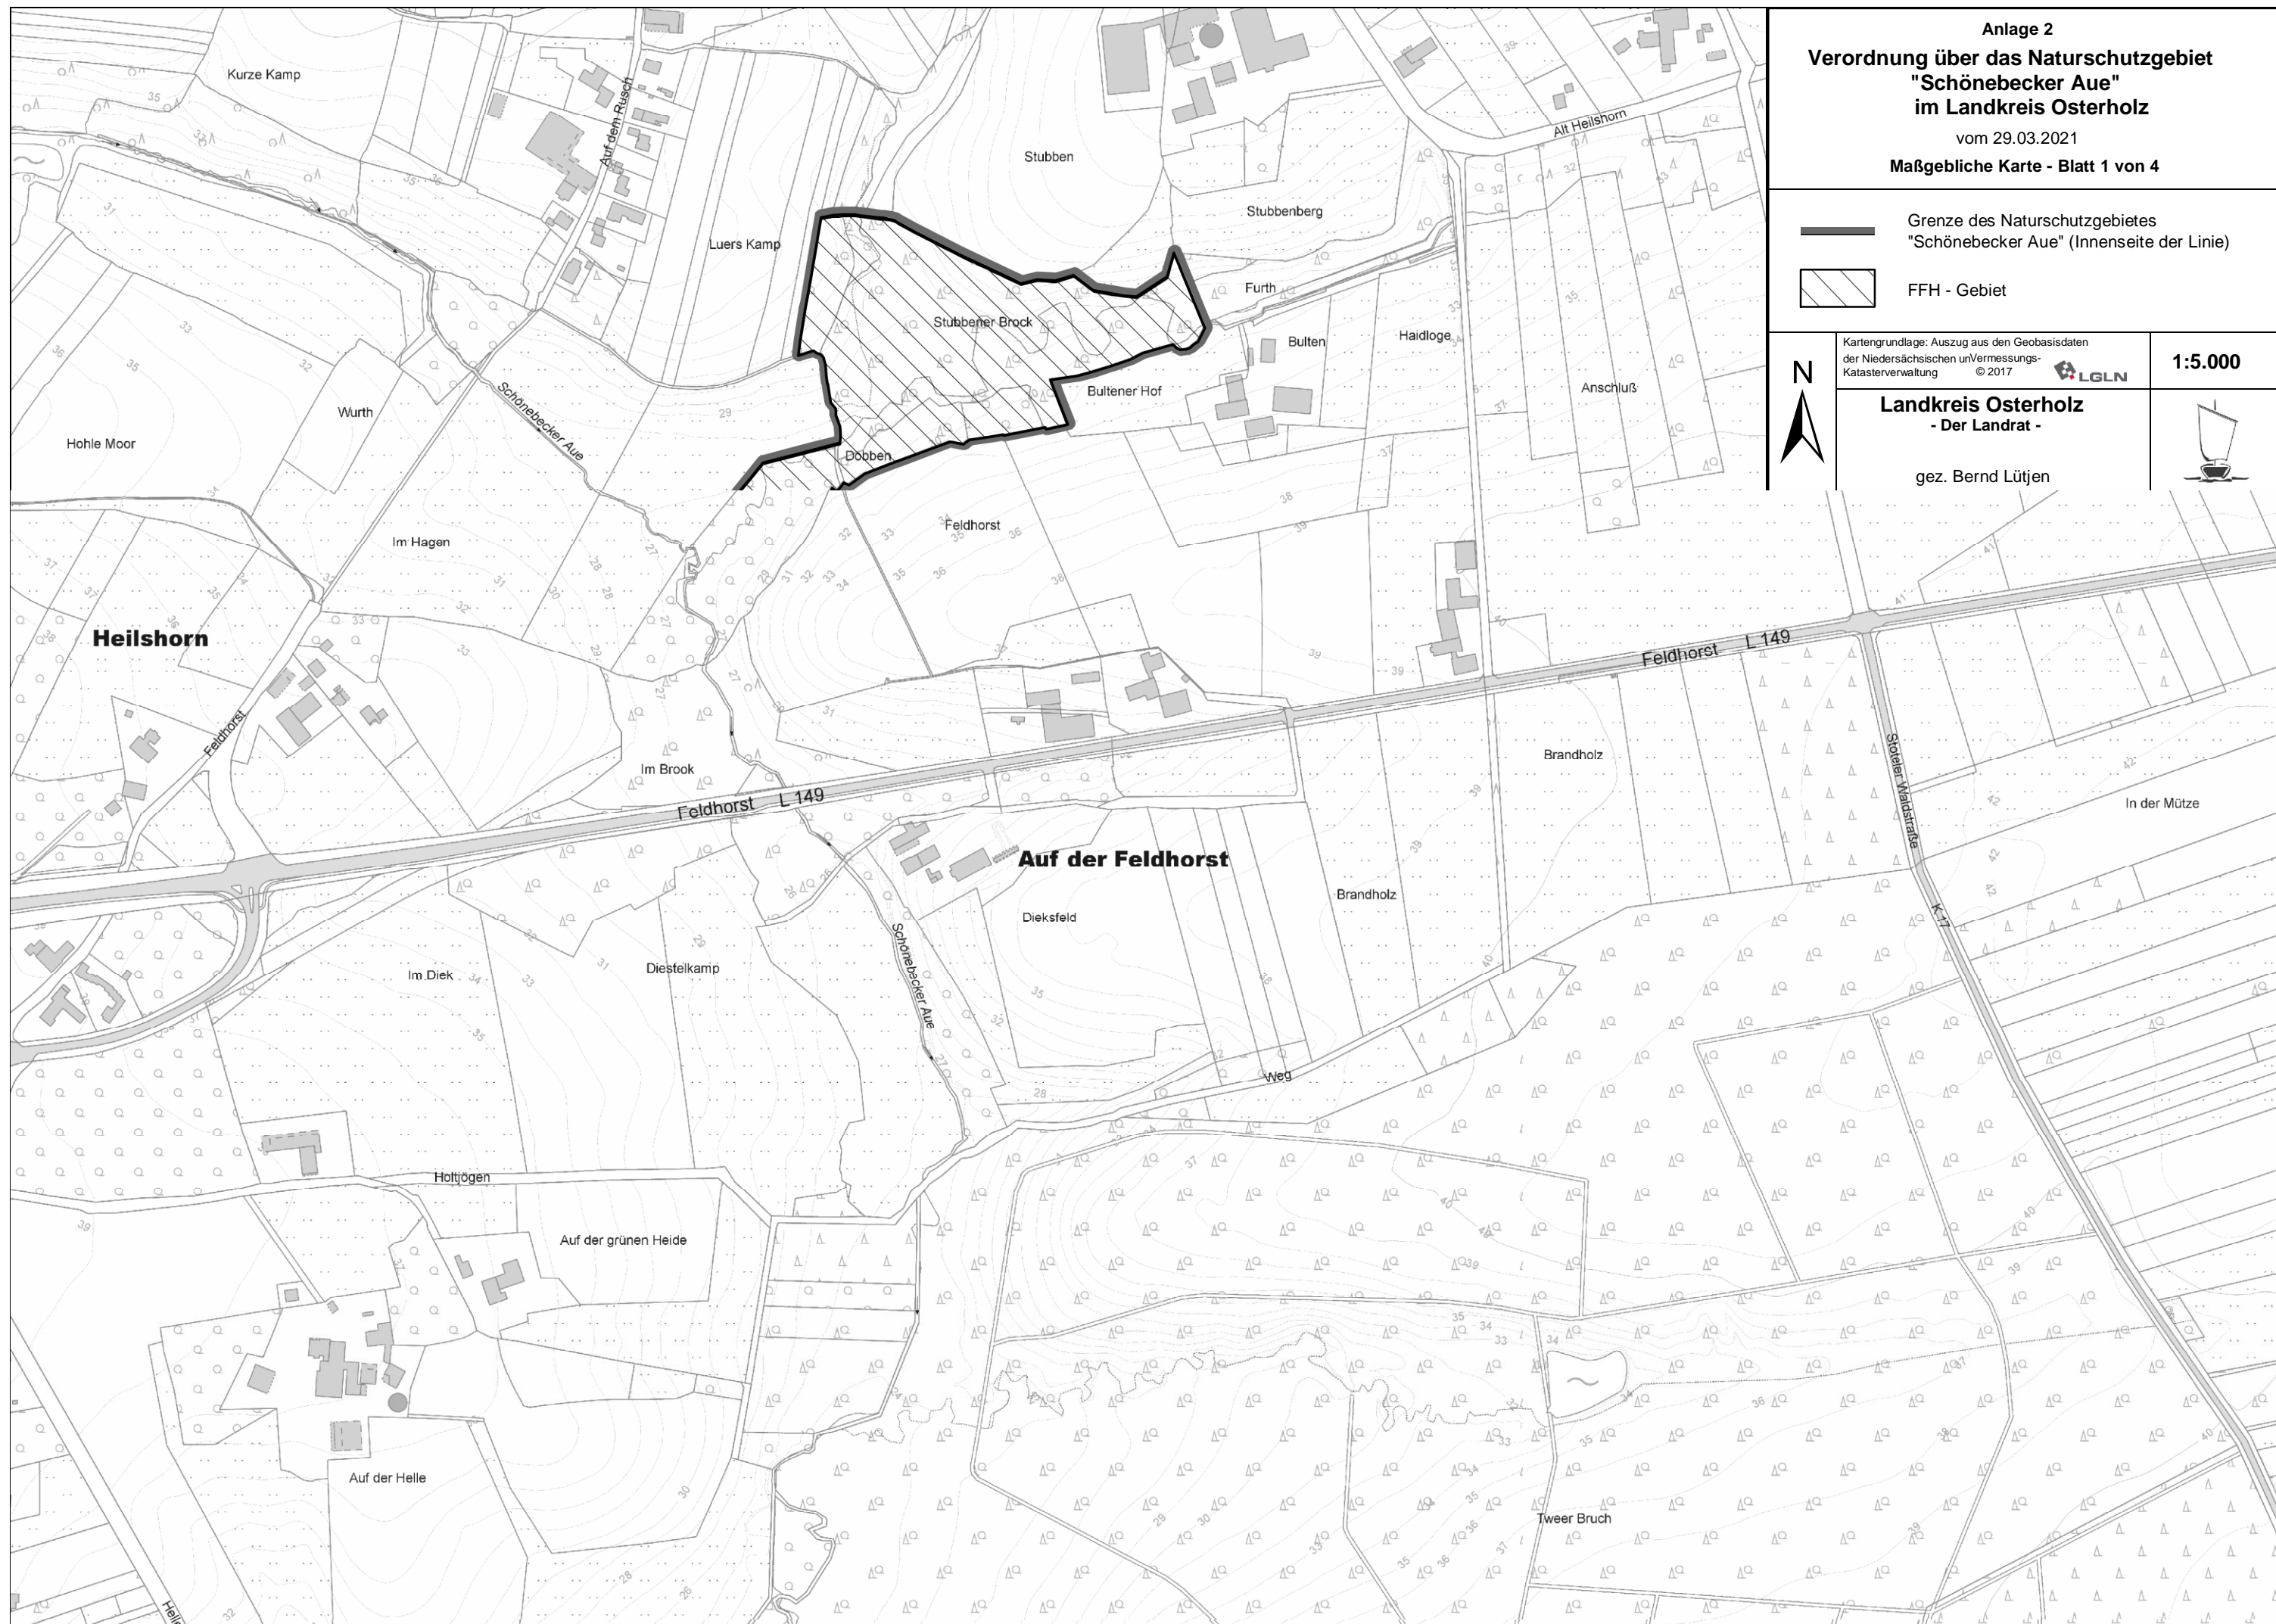 Anlage 2
Verordnung über das Naturschutzgebiet
"Schönebecker Aue"
im Landkreis Osterholz
vom 29.03.2021
Maßgebliche Karte - Blatt 1 von 4
Grenze des Naturschutzgebietes
"Schönebecker Aue" (Innenseite der Linie)
FFH - Gebiet
N
Kartengrundlage: Auszug aus den Geobasisdaten
der Niedersächsischen unVermessungs-
Katasterverwaltung © 2017
LGLN
1:5.000
Landkreis Osterholz
- Der Landrat -
gez. Bernd Lütjen
Kurze Kamp
Auf dem Rusch
Stubben
Alt Heilshorn
Stubbenberg
Luers Kamp
Furth
Stubbener Brock
Bulten
Haidloge
Bultener Hof
Anschluß
Wurth
Schönebecker Aue
Hohle Moor
Dobben
Feldhorst
Im Hagen
Heilshorn
Feldhorst L 149
Feldhorst
Stoteler Waldstraße
Im Brook
Brandholz
In der Mütze
Feldhorst L 149
Auf der Feldhorst
Brandholz
Dieksfeld
K 17
Im Diek
Diestelkamp
Schönebecker Aue
Weg
Holtjögen
Auf der grünen Heide
Auf der Helle
Tweer Bruch